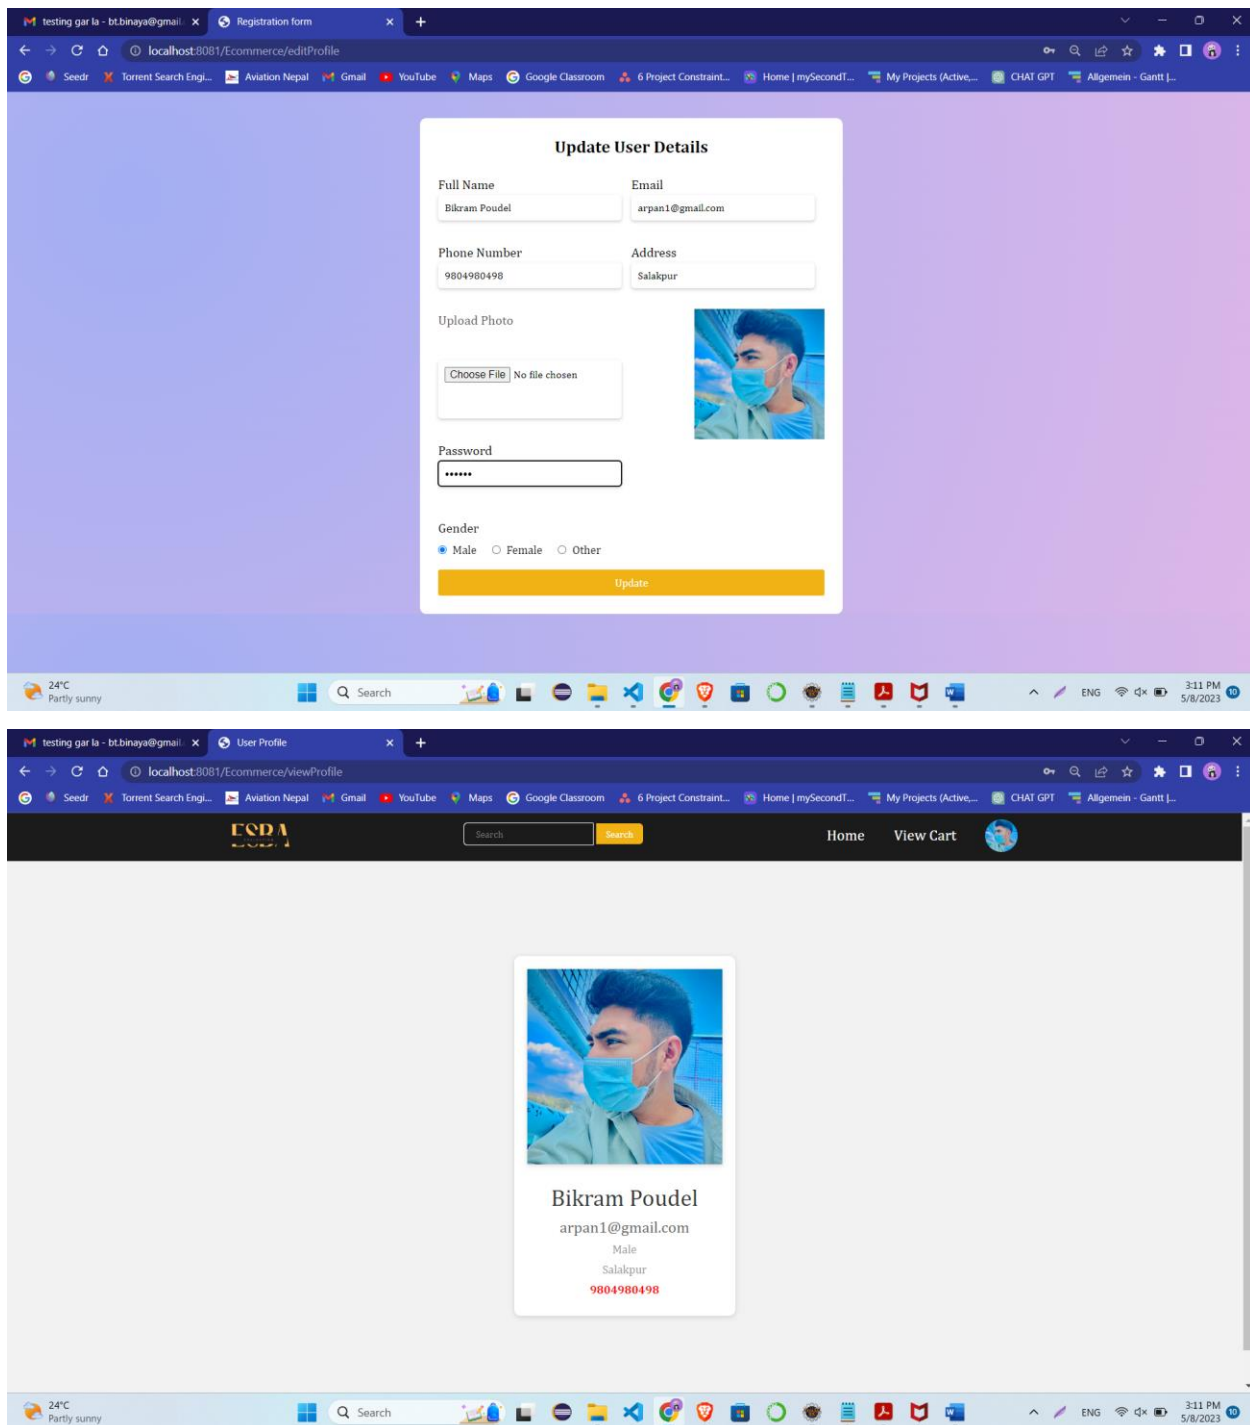 testing gar la - bt.binaya@gmail. Registration form
localhost:8081/Ecommerce/editProfile
Seedr Torrent Search Engi... Aviation Nepal Gmail YouTube Maps Google Classroom 6 Project Constraint... Home | mySecondT... My Projects (Active,... CHAT GPT Allgemein - Gantt |...
Update User Details
Full Name Email
Bikram Poudel arpan1@gmail.com
Phone Number Address
9804980498 Salakpur
Upload Photo
Choose File No file chosen
Password
••••••
Gender
Male Female Other
Update
24°C
Partly sunny
Search
ENG
3:11 PM
5/8/2023
10
testing gar la - bt.binaya@gmail. User Profile
localhost:8081/Ecommerce/viewProfile
Seedr Torrent Search Engi... Aviation Nepal Gmail YouTube Maps Google Classroom 6 Project Constraint... Home | mySecondT... My Projects (Active,... CHAT GPT Allgemein - Gantt |...
Search Search Home View Cart
Bikram Poudel
arpan1@gmail.com
Male
Salakpur
9804980498
24°C
Partly sunny
Search
ENG
3:11 PM
5/8/2023
10